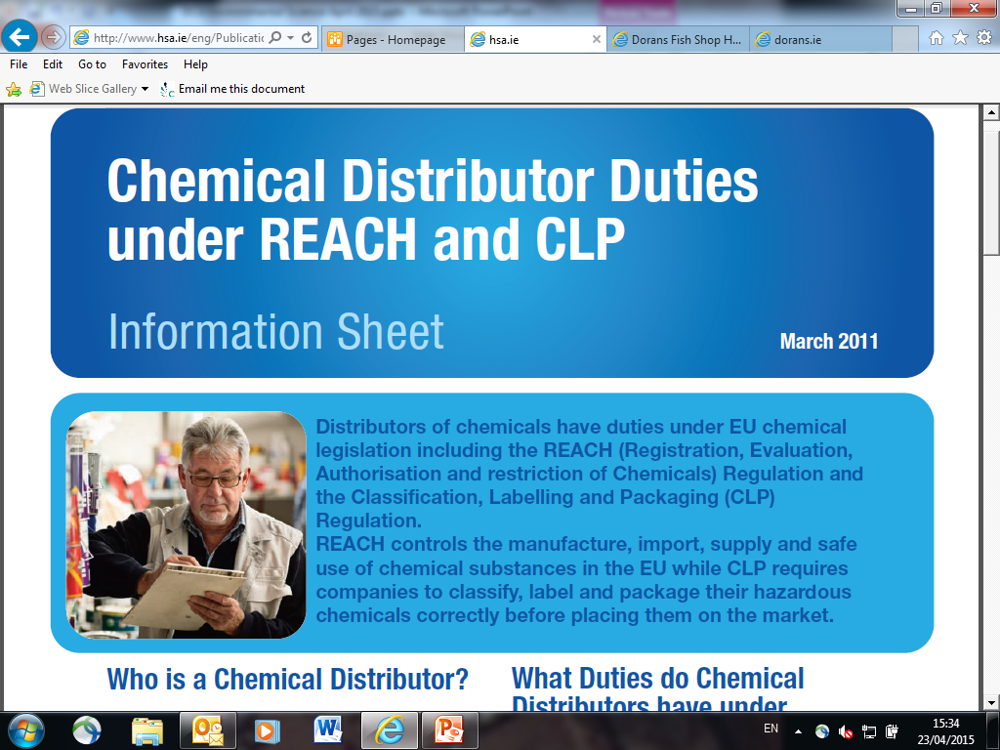 http://www.hsa.ie/eng/Publicatio
Pages - Homepage
hsa.ie
Dorans Fish Shop H...
dorans.ie
File Edit Go to Favorites Help
Web Slice Gallery
Email me this document
Chemical Distributor Duties
under REACH and CLP
Information Sheet
March 2011
Distributors of chemicals have duties under EU chemical
legislation including the REACH (Registration, Evaluation,
Authorisation and restriction of Chemicals) Regulation and
the Classification, Labelling and Packaging (CLP)
Regulation.
REACH controls the manufacture, import, supply and safe
use of chemical substances in the EU while CLP requires
companies to classify, label and package their hazardous
chemicals correctly before placing them on the market.
Who is a Chemical Distributor?
What Duties do Chemical
Distributors have under
EN
15:34
23/04/2015